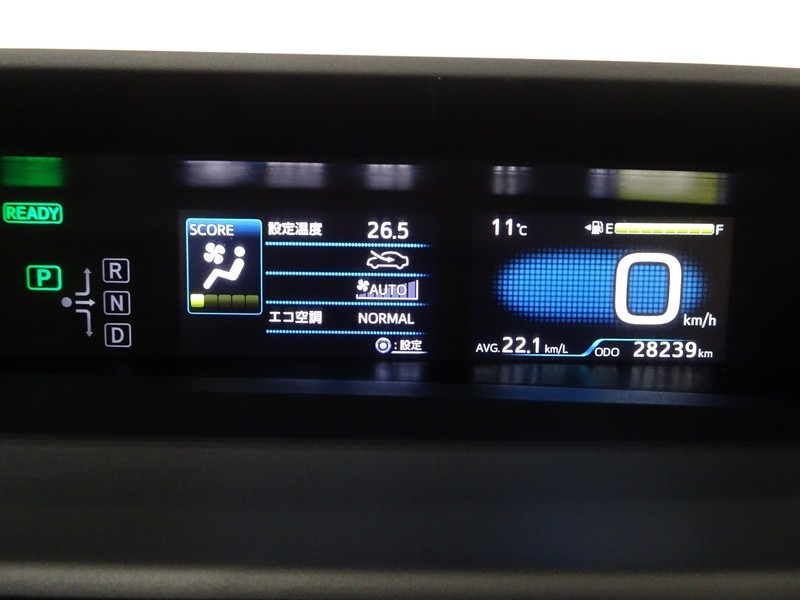 READY
P
R
N
D
SCORE
設定温度 26.5
AUTO
エコ空調 NORMAL
:設定
11℃
E F
0 km/h
AVG. 22.1 km/L ODO 28239 km